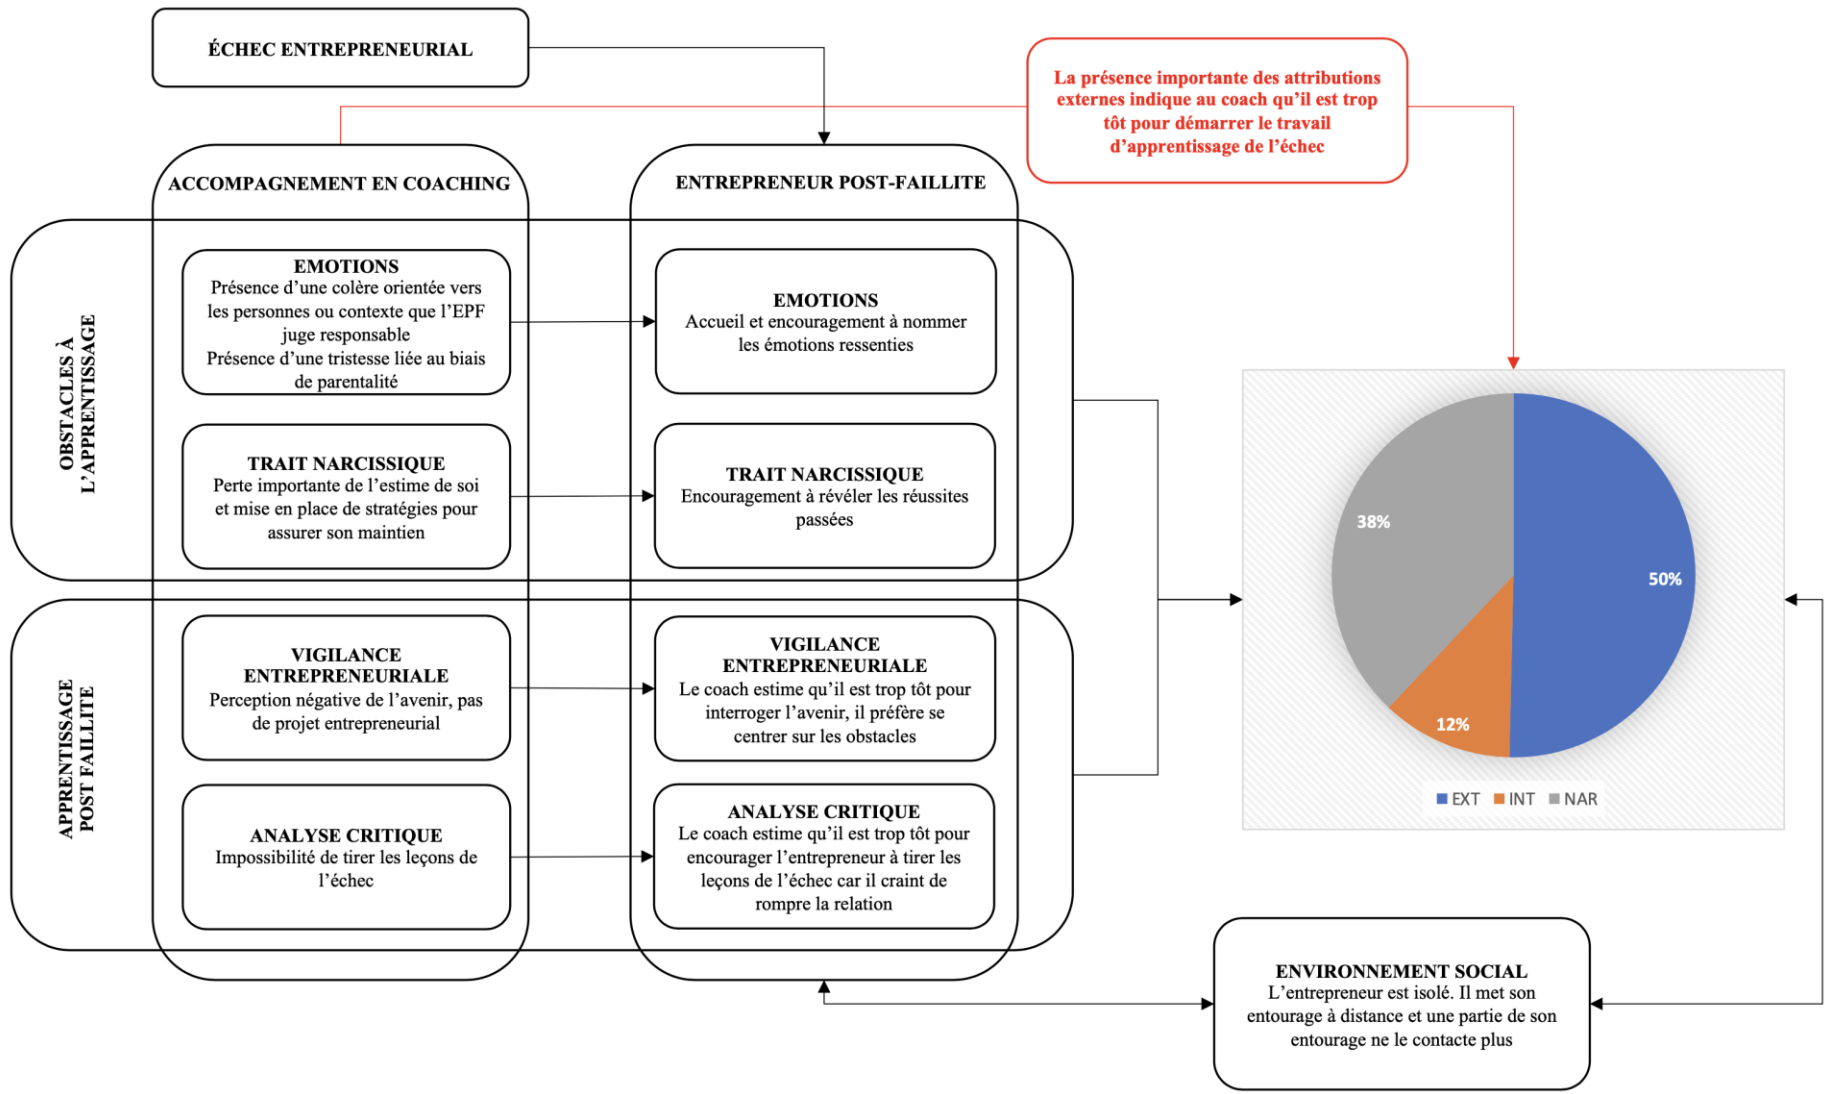 ÉCHEC ENTREPRENEURIAL
La présence importante des attributions
externes indique au coach qu'il est trop
tôt pour démarrer le travail
d'apprentissage de l'échec
ACCOMPAGNEMENT EN COACHING
ENTREPRENEUR POST-FAILLITE
OBSTACLES À
L'APPRENTISSAGE
EMOTIONS
Présence d'une colère orientée vers
les personnes ou contexte que l'EPF
juge responsable
Présence d'une tristesse liée au biais
de parentalité
EMOTIONS
Accueil et encouragement à nommer
les émotions ressenties
TRAIT NARCISSIQUE
Perte importante de l'estime de soi
et mise en place de stratégies pour
assurer son maintien
TRAIT NARCISSIQUE
Encouragement à révéler les réussites
passées
APPRENTISSAGE
POST FAILLITE
VIGILANCE
ENTREPRENEURIALE
Perception négative de l'avenir, pas
de projet entrepreneurial
VIGILANCE
ENTREPRENEURIALE
Le coach estime qu'il est trop tôt pour
interroger l'avenir, il préfère se
centrer sur les obstacles
ANALYSE CRITIQUE
Impossibilité de tirer les leçons de
l'échec
ANALYSE CRITIQUE
Le coach estime qu'il est trop tôt pour
encourager l'entrepreneur à tirer les
leçons de l'échec car il craint de
rompre la relation
38%
50%
12%
EXT INT NAR
ENVIRONNEMENT SOCIAL
L'entrepreneur est isolé. Il met son
entourage à distance et une partie de son
entourage ne le contacte plus